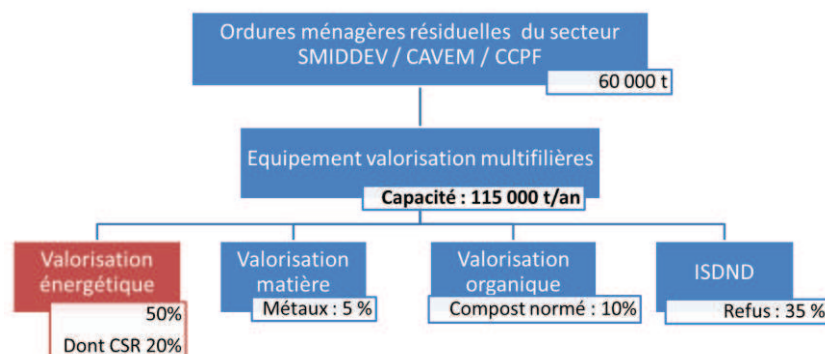 Ordures ménagères résiduelles du secteur
SMIDDEV / CAVEM / CCPF
60 000 t
Equipement valorisation multifilières
Capacité : 115 000 t/an
Valorisation
énergétique
50%
Dont CSR 20%
Valorisation
matière
Métaux : 5 %
Valorisation
organique
Compost normé : 10%
ISDND
Refus : 35 %